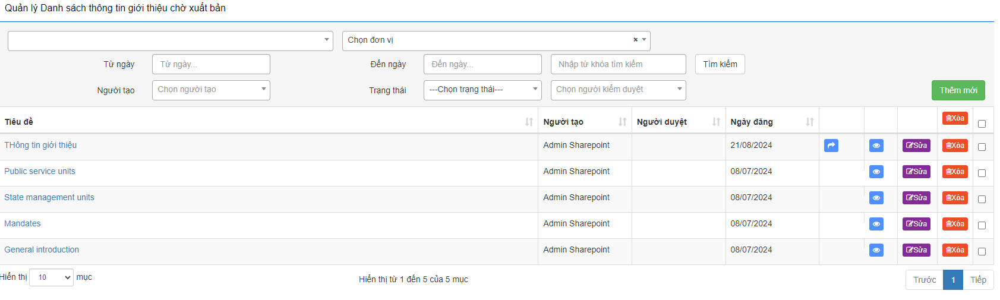 Quản lý Danh sách thông tin giới thiệu chờ xuất bản
Chọn đơn vị ×
Từ ngày Từ ngày... Đến ngày Đến ngày... Nhập từ khóa tìm kiếm Tìm kiếm
Người tạo Chọn người tạo Trạng thái ---Chọn trạng thái--- Chọn người kiểm duyệt Thêm mới
Tiêu đề Người tạo Người duyệt Ngày đăng Xóa
THông tin giới thiệu Admin Sharepoint 21/08/2024 Sửa Xóa
Public service units Admin Sharepoint 08/07/2024 Sửa Xóa
State management units Admin Sharepoint 08/07/2024 Sửa Xóa
Mandates Admin Sharepoint 08/07/2024 Sửa Xóa
General introduction Admin Sharepoint 08/07/2024 Sửa Xóa
Hiển thị 10 mục Hiển thị từ 1 đến 5 của 5 mục Trước 1 Tiếp